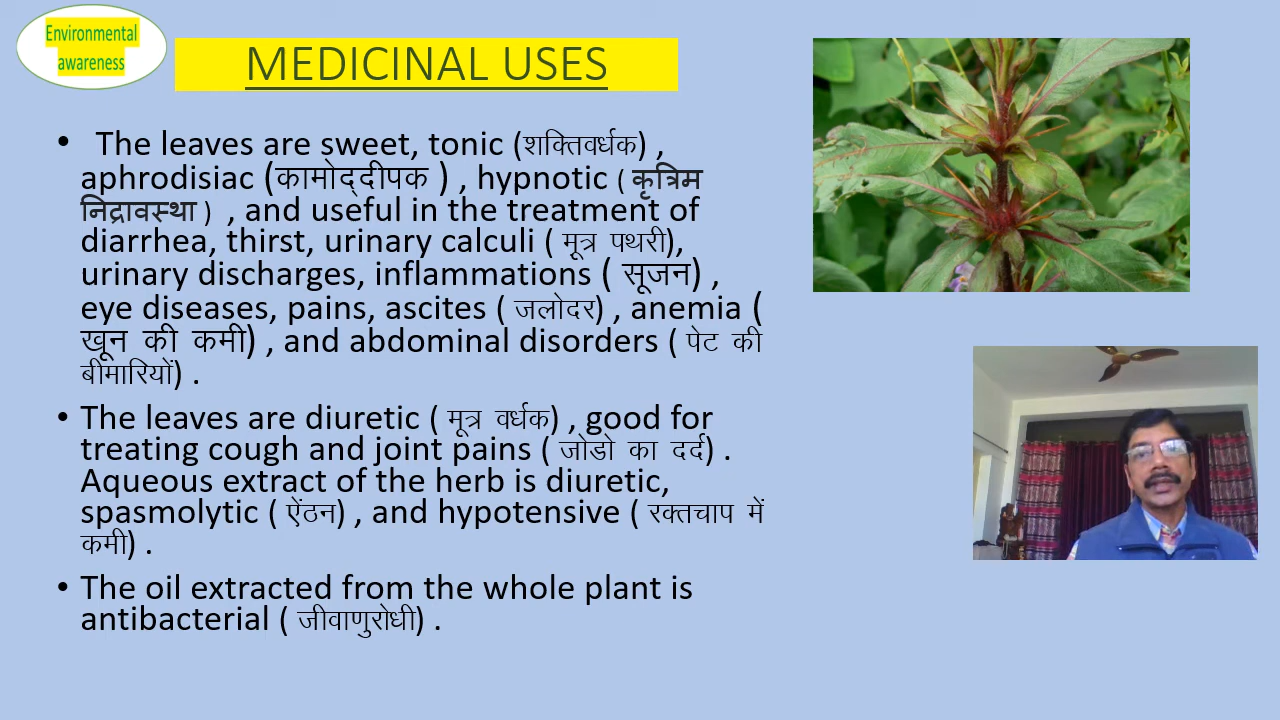 Environmental
awareness
MEDICINAL USES
• The leaves are sweet, tonic (शक्तिवर्धक) ,
aphrodisiac (कामोद्दीपक ) , hypnotic ( कृत्रिम
निद्रावस्था ) , and useful in the treatment of
diarrhea, thirst, urinary calculi ( मूत्र पथरी),
urinary discharges, inflammations ( सूजन) ,
eye diseases, pains, ascites ( जलोदर) , anemia (
खून की कमी) , and abdominal disorders ( पेट की
बीमारियों) .
• The leaves are diuretic ( मूत्र वर्धक) , good for
treating cough and joint pains ( जोडो का दर्द) .
Aqueous extract of the herb is diuretic,
spasmolytic ( ऐंठन) , and hypotensive ( रक्तचाप में
कमी) .
• The oil extracted from the whole plant is
antibacterial ( जीवाणुरोधी) .